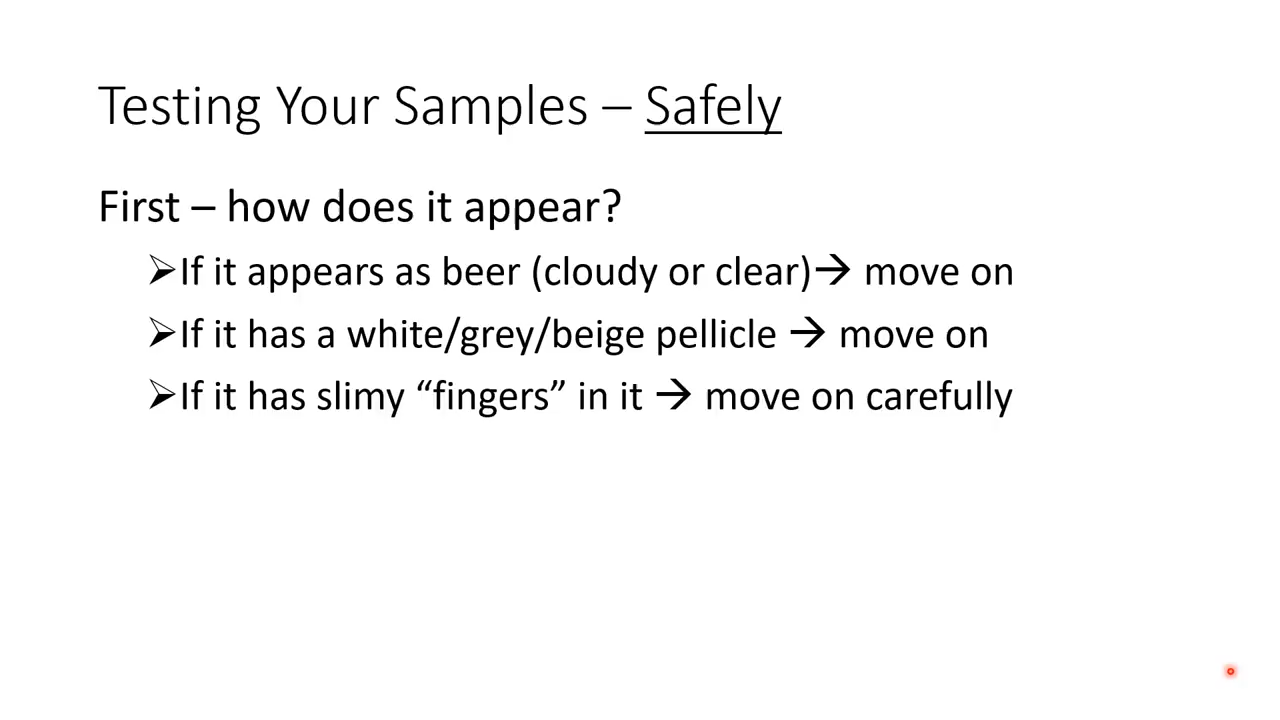 Testing Your Samples – Safely
First – how does it appear?
➢If it appears as beer (cloudy or clear)→ move on
➢If it has a white/grey/beige pellicle → move on
➢If it has slimy “fingers” in it → move on carefully